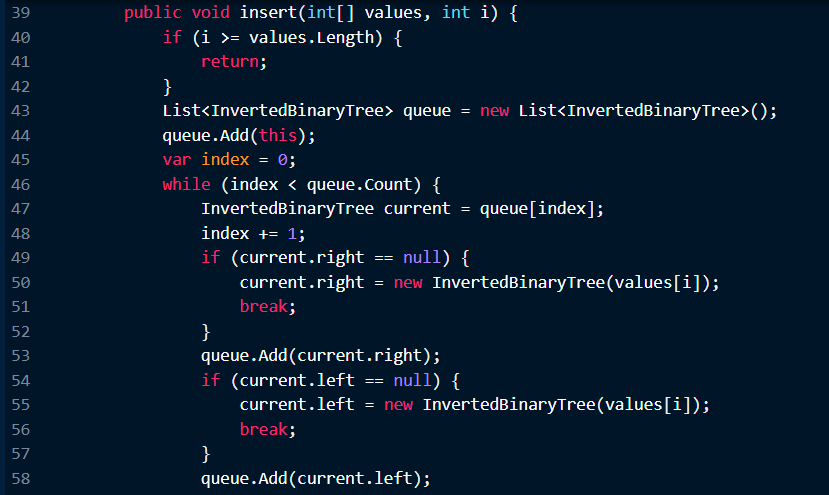 39 public void insert(int[] values, int i) {
40 if (i >= values.Length) {
41 return;
42 }
43 List<InvertedBinaryTree> queue = new List<InvertedBinaryTree>();
44 queue.Add(this);
45 var index = 0;
46 while (index < queue.Count) {
47 InvertedBinaryTree current = queue[index];
48 index += 1;
49 if (current.right == null) {
50 current.right = new InvertedBinaryTree(values[i]);
51 break;
52 }
53 queue.Add(current.right);
54 if (current.left == null) {
55 current.left = new InvertedBinaryTree(values[i]);
56 break;
57 }
58 queue.Add(current.left);